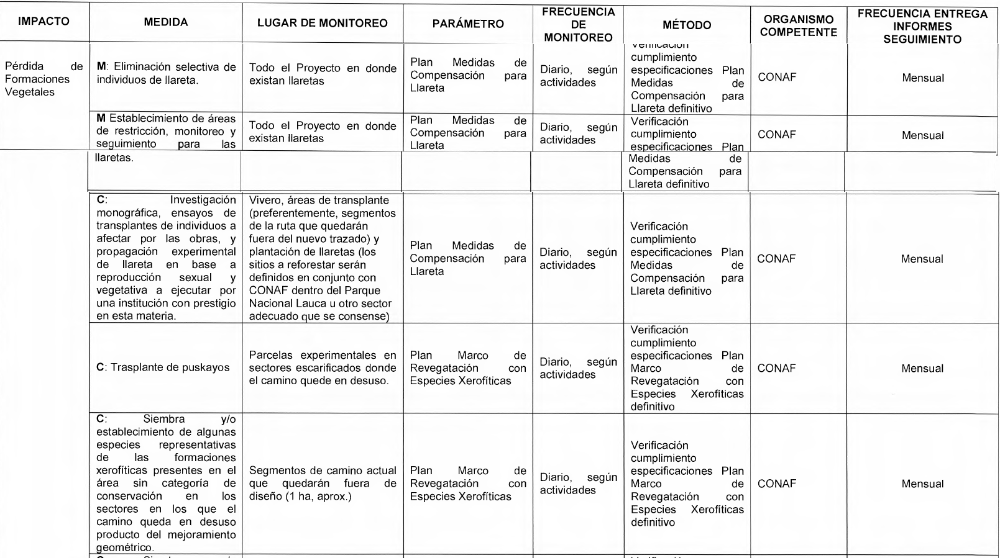 IMPACTO
MEDIDA
LUGAR DE MONITOREO
PARÁMETRO
FRECUENCIA
DE
MONITOREO
MÉTODO
ORGANISMO
COMPETENTE
FRECUENCIA ENTREGA
INFORMES
SEGUIMIENTO
Pérdida de
Formaciones
Vegetales
M: Eliminación selectiva de
individuos de llareta.
Todo el Proyecto en donde
existan llaretas
Plan Medidas de
Compensación para
Llareta
Diario, según
actividades
Verificación
cumplimiento
especificaciones Plan
Medidas de
Compensación para
Llareta definitivo
CONAF
Mensual
M Establecimiento de áreas
de restricción, monitoreo y
seguimiento para las
Todo el Proyecto en donde
existan llaretas
Plan Medidas de
Compensación para
Llareta
Diario, según
actividades
Verificación
cumplimiento
especificaciones Plan
CONAF
Mensual
llaretas.
Medidas de
Compensación para
Llareta definitivo
C: Investigación
monográfica, ensayos de
transplantes de individuos a
afectar por las obras, y
propagación experimental
de llareta en base a
reproducción sexual y
vegetativa a ejecutar por
una institución con prestigio
en esta materia.
Vivero, áreas de transplante
(preferentemente, segmentos
de la ruta que quedarán
fuera del nuevo trazado) y
plantación de llaretas (los
sitios a reforestar serán
definidos en conjunto con
CONAF dentro del Parque
Nacional Lauca u otro sector
adecuado que se consense)
Plan Medidas de
Compensación para
Llareta
Diario, según
actividades
Verificación
cumplimiento
especificaciones Plan
Medidas de
Compensación para
Llareta definitivo
CONAF
Mensual
C: Trasplante de puskayos
Parcelas experimentales en
sectores escarificados donde
el camino quede en desuso.
Plan Marco de
Revegatación con
Especies Xerofíticas
Diario, según
actividades
Verificación
cumplimiento
especificaciones Plan
Marco de
Revegatación con
Especies Xerofíticas
definitivo
CONAF
Mensual
C: Siembra y/o
establecimiento de algunas
especies representativas
de las formaciones
xerofíticas presentes en el
área sin categoría de
conservación en los
sectores en los que el
camino queda en desuso
producto del mejoramiento
geométrico.
Segmentos de camino actual
que quedarán fuera de
diseño (1 ha, aprox.)
Plan Marco de
Revegatación con
Especies Xerofíticas
Diario, según
actividades
Verificación
cumplimiento
especificaciones Plan
Marco de
Revegatación con
Especies Xerofíticas
definitivo
CONAF
Mensual